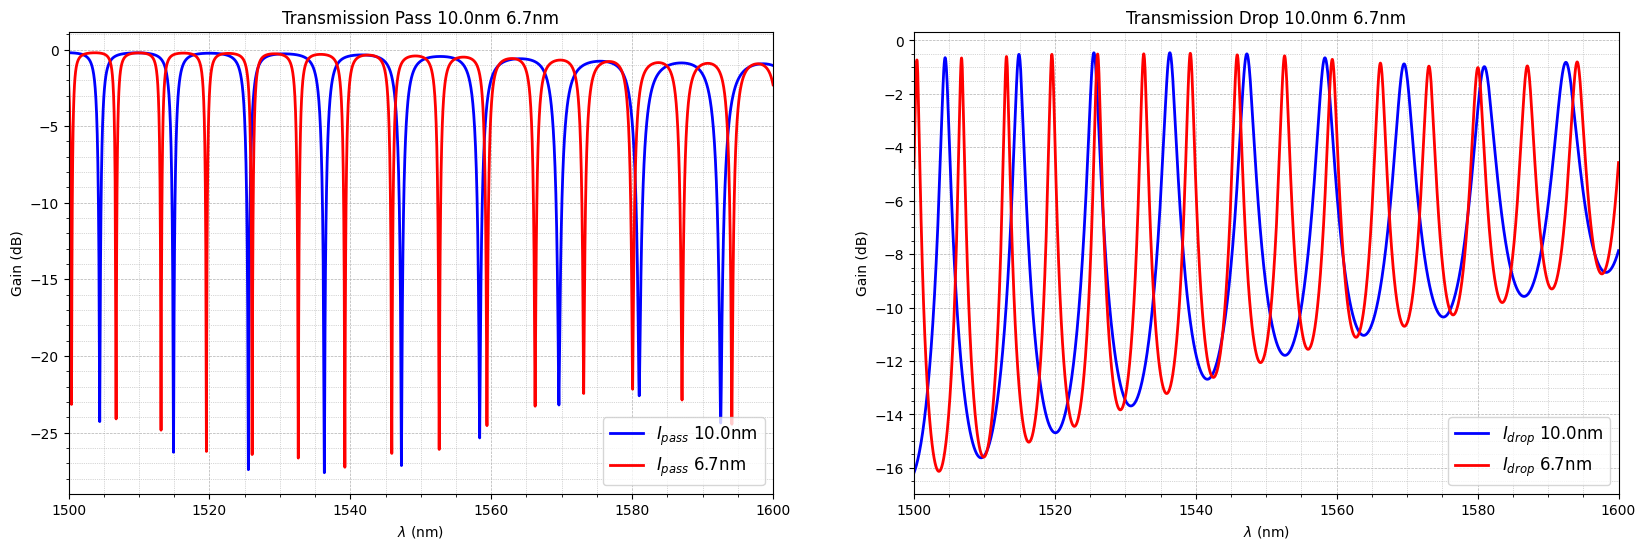 Transmission Pass 10.0nm 6.7nm
0
−5
−10
−15
−20
−25
Gain (dB)
1500
1520
1540
1560
1580
1600
λ (nm)
I_pass 10.0nm
I_pass 6.7nm
Transmission Drop 10.0nm 6.7nm
0
−2
−4
−6
−8
−10
−12
−14
−16
Gain (dB)
1500
1520
1540
1560
1580
1600
λ (nm)
I_drop 10.0nm
I_drop 6.7nm